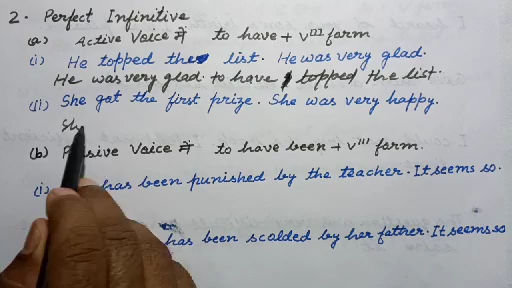 2. Perfect Infinitive
(a) Active Voice में to have + vIII form
(i) He topped the list. He was very glad.
He was very glad to have topped the list.
(ii) She got the first prize. She was very happy.
She
(b) Passive Voice में to have been + vIII form.
(i) has been punished by the teacher. It seems so.
has been scalded by her father. It seems so